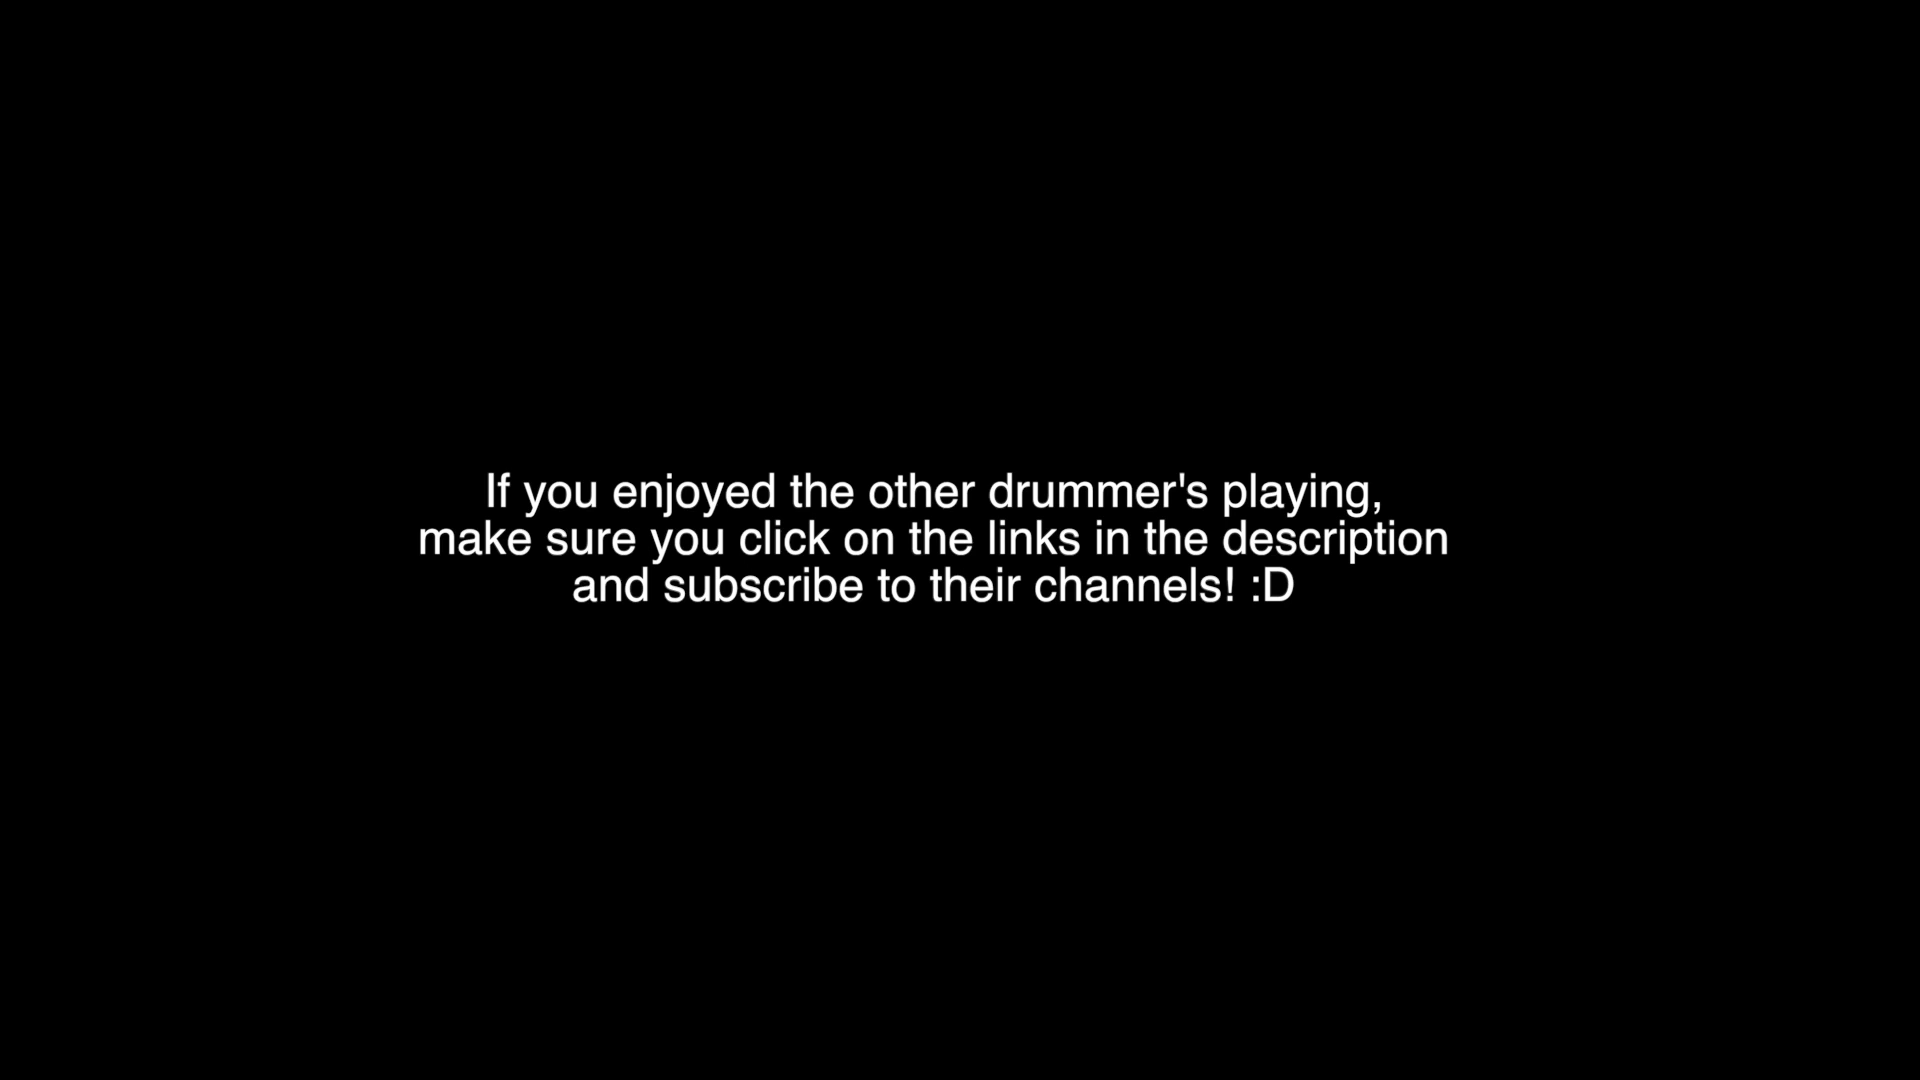 If you enjoyed the other drummer's playing,
make sure you click on the links in the description
and subscribe to their channels! :D